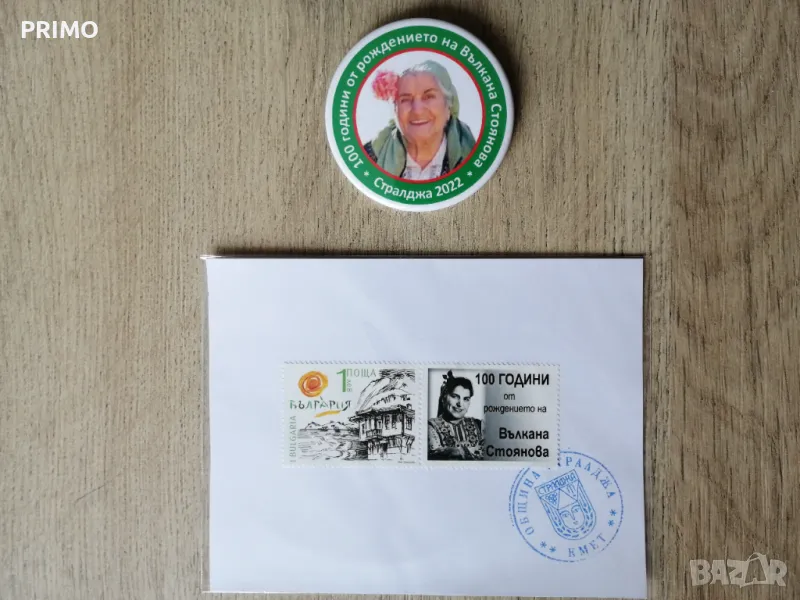 PRIMO
100 години от рождението на Вълкана Стоянова
* Стралджа 2022 *
1 ПОЩА
БЪЛГАРИЯ
BULGARIA
100 ГОДИНИ
от
рождението на
Вълкана
Стоянова
ОБЩИНА СТРАЛДЖА
** КМЕТ **
BAZAR